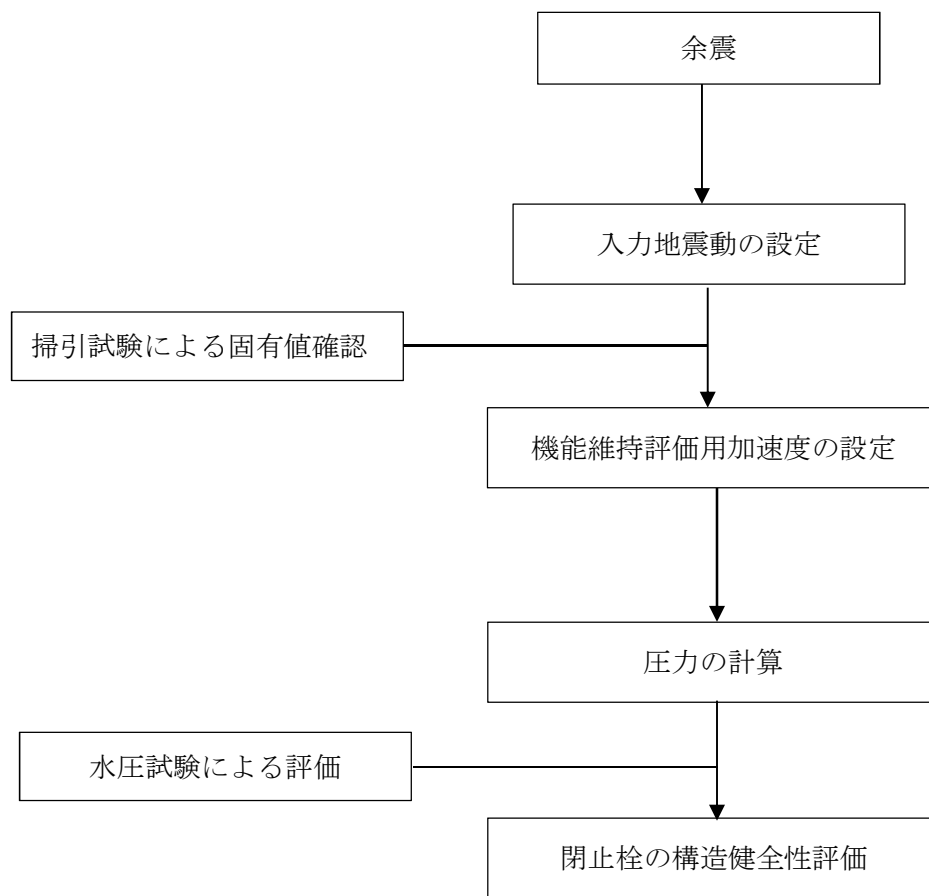 余震
入力地震動の設定
掃引試験による固有値確認
機能維持評価用加速度の設定
圧力の計算
水圧試験による評価
閉止栓の構造健全性評価